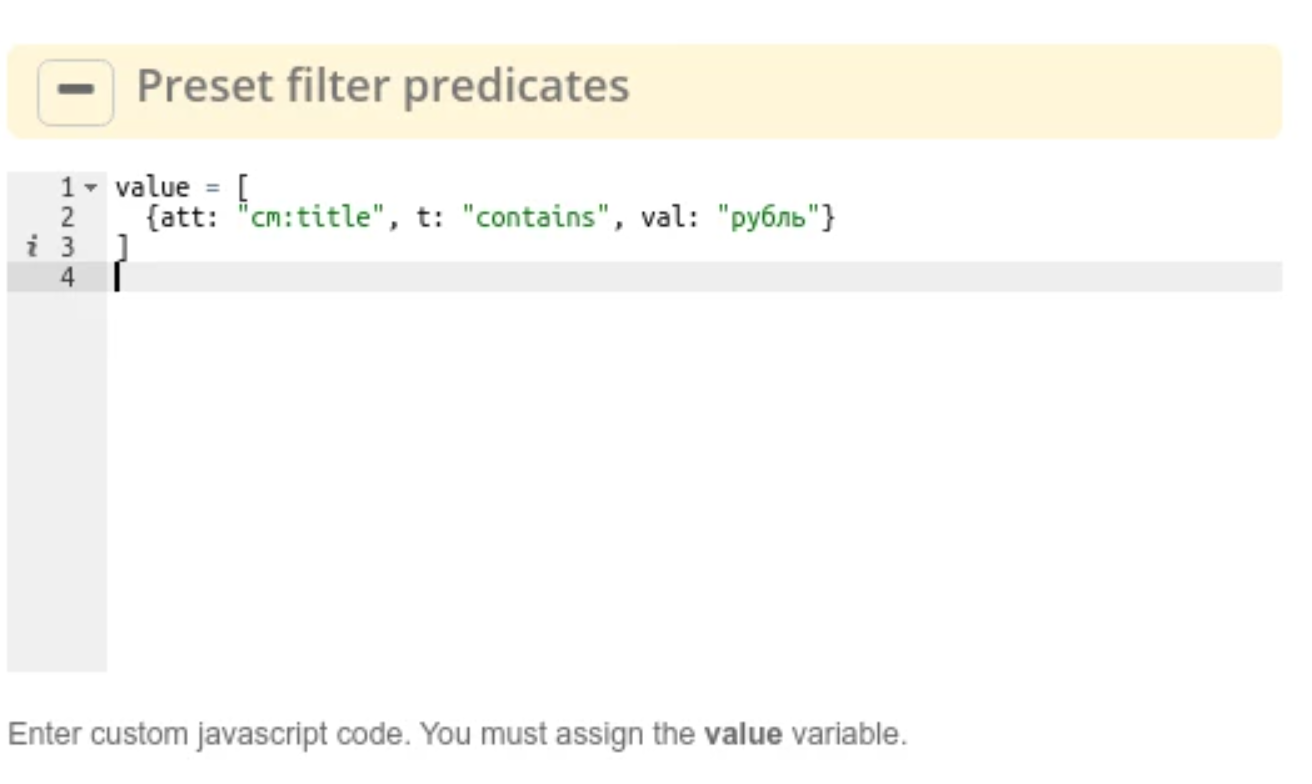 Preset filter predicates
1 value = [
2 {att: "cm:title", t: "contains", val: "рубль"}
i 3 ]
4
Enter custom javascript code. You must assign the value variable.